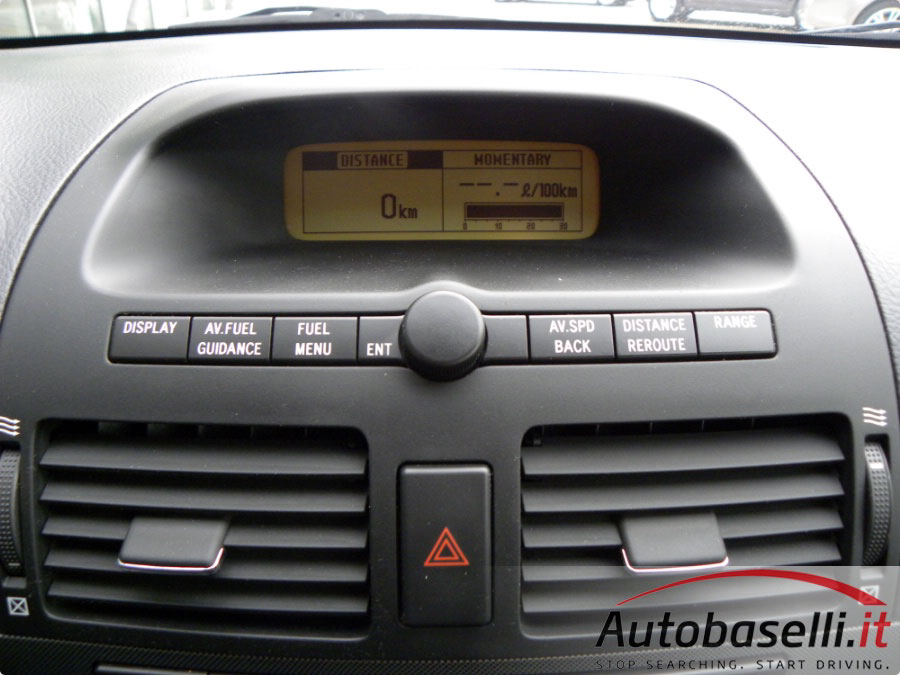 DISTANCE MOMENTARY
--.- ℓ/100km
0km
0 10 20 30
DISPLAY AV.FUEL FUEL AV.SPD DISTANCE RANGE
GUIDANCE MENU ENT BACK REROUTE
Autobaselli.it
STOP SEARCHING. START DRIVING.